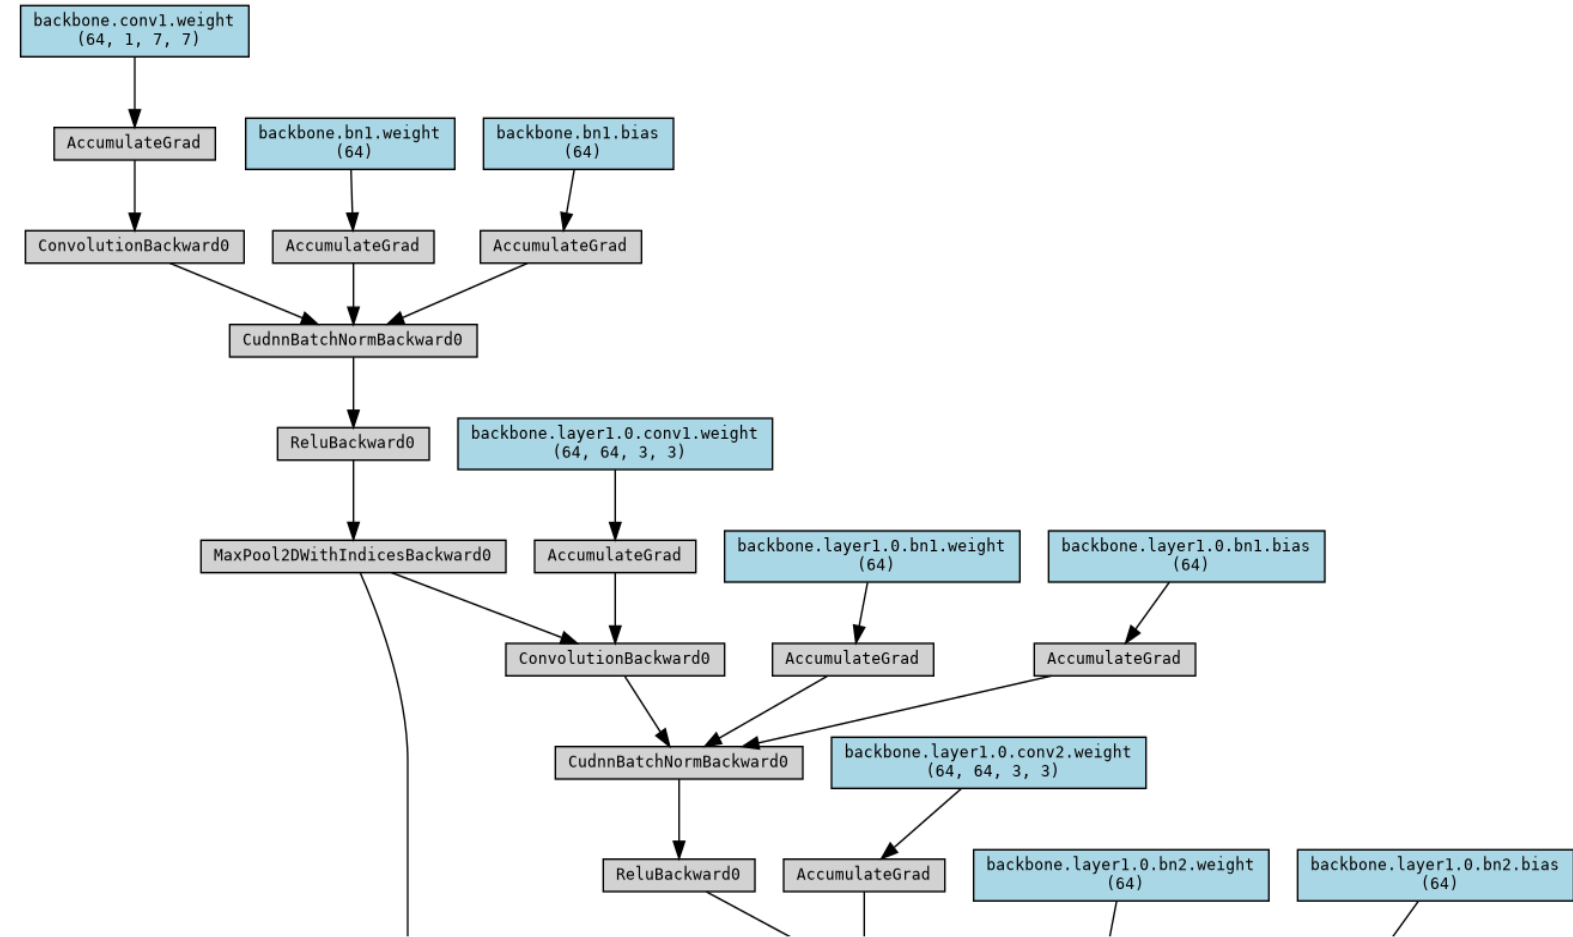 backbone.conv1.weight
(64, 1, 7, 7)
AccumulateGrad
backbone.bn1.weight
(64)
backbone.bn1.bias
(64)
ConvolutionBackward0
AccumulateGrad
AccumulateGrad
CudnnBatchNormBackward0
ReluBackward0
backbone.layer1.0.conv1.weight
(64, 64, 3, 3)
MaxPool2DWithIndicesBackward0
AccumulateGrad
backbone.layer1.0.bn1.weight
(64)
backbone.layer1.0.bn1.bias
(64)
ConvolutionBackward0
AccumulateGrad
AccumulateGrad
CudnnBatchNormBackward0
backbone.layer1.0.conv2.weight
(64, 64, 3, 3)
ReluBackward0
AccumulateGrad
backbone.layer1.0.bn2.weight
(64)
backbone.layer1.0.bn2.bias
(64)